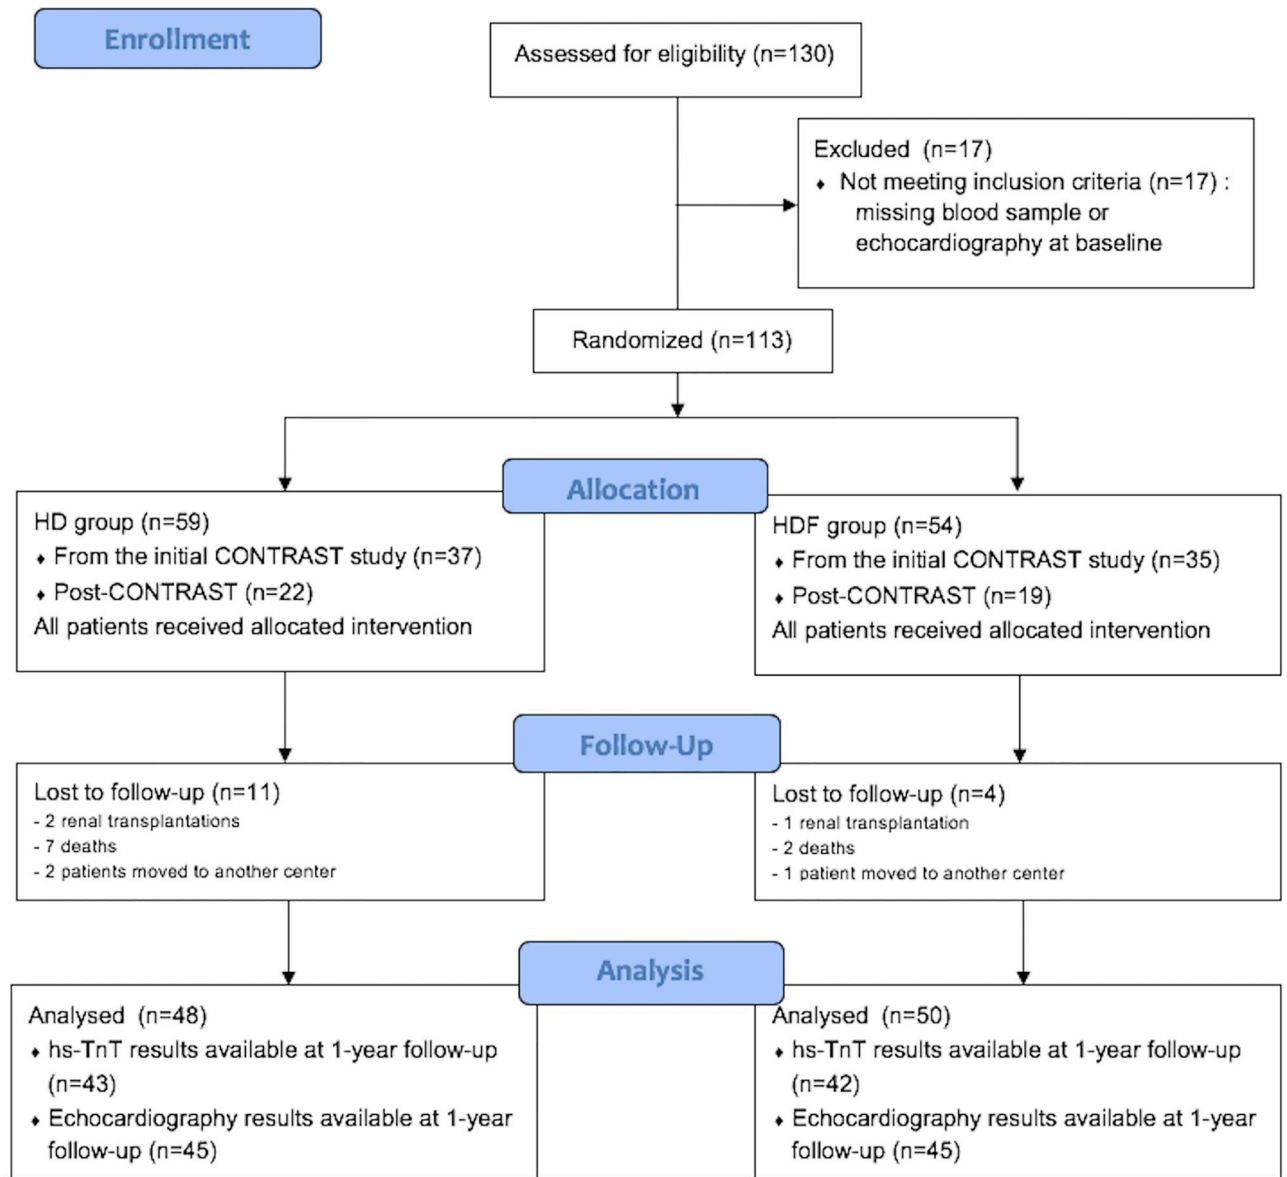 Enrollment
Assessed for eligibility (n=130)
Excluded (n=17)
♦ Not meeting inclusion criteria (n=17) :
missing blood sample or
echocardiography at baseline
Randomized (n=113)
Allocation
HD group (n=59)
♦ From the initial CONTRAST study (n=37)
♦ Post-CONTRAST (n=22)
All patients received allocated intervention
HDF group (n=54)
♦ From the initial CONTRAST study (n=35)
♦ Post-CONTRAST (n=19)
All patients received allocated intervention
Follow-Up
Lost to follow-up (n=11)
- 2 renal transplantations
- 7 deaths
- 2 patients moved to another center
Lost to follow-up (n=4)
- 1 renal transplantation
- 2 deaths
- 1 patient moved to another center
Analysis
Analysed (n=48)
♦ hs-TnT results available at 1-year follow-up
(n=43)
♦ Echocardiography results available at 1-year
follow-up (n=45)
Analysed (n=50)
♦ hs-TnT results available at 1-year follow-up
(n=42)
♦ Echocardiography results available at 1-year
follow-up (n=45)